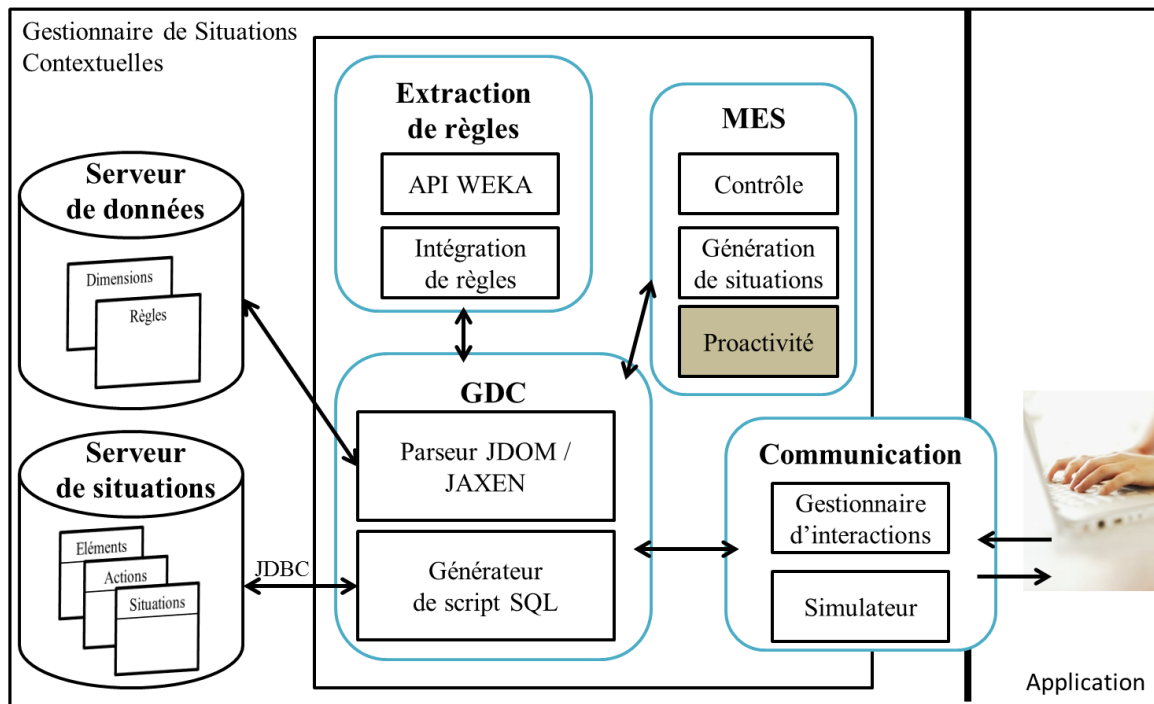 Gestionnaire de Situations
Contextuelles
Serveur
de données
Dimensions
Règles
Serveur
de situations
Eléments
Actions
Situations
JDBC
Extraction
de règles
API WEKA
Intégration
de règles
MES
Contrôle
Génération
de situations
Proactivité
GDC
Parseur JDOM /
JAXEN
Générateur
de script SQL
Communication
Gestionnaire
d’interactions
Simulateur
Application